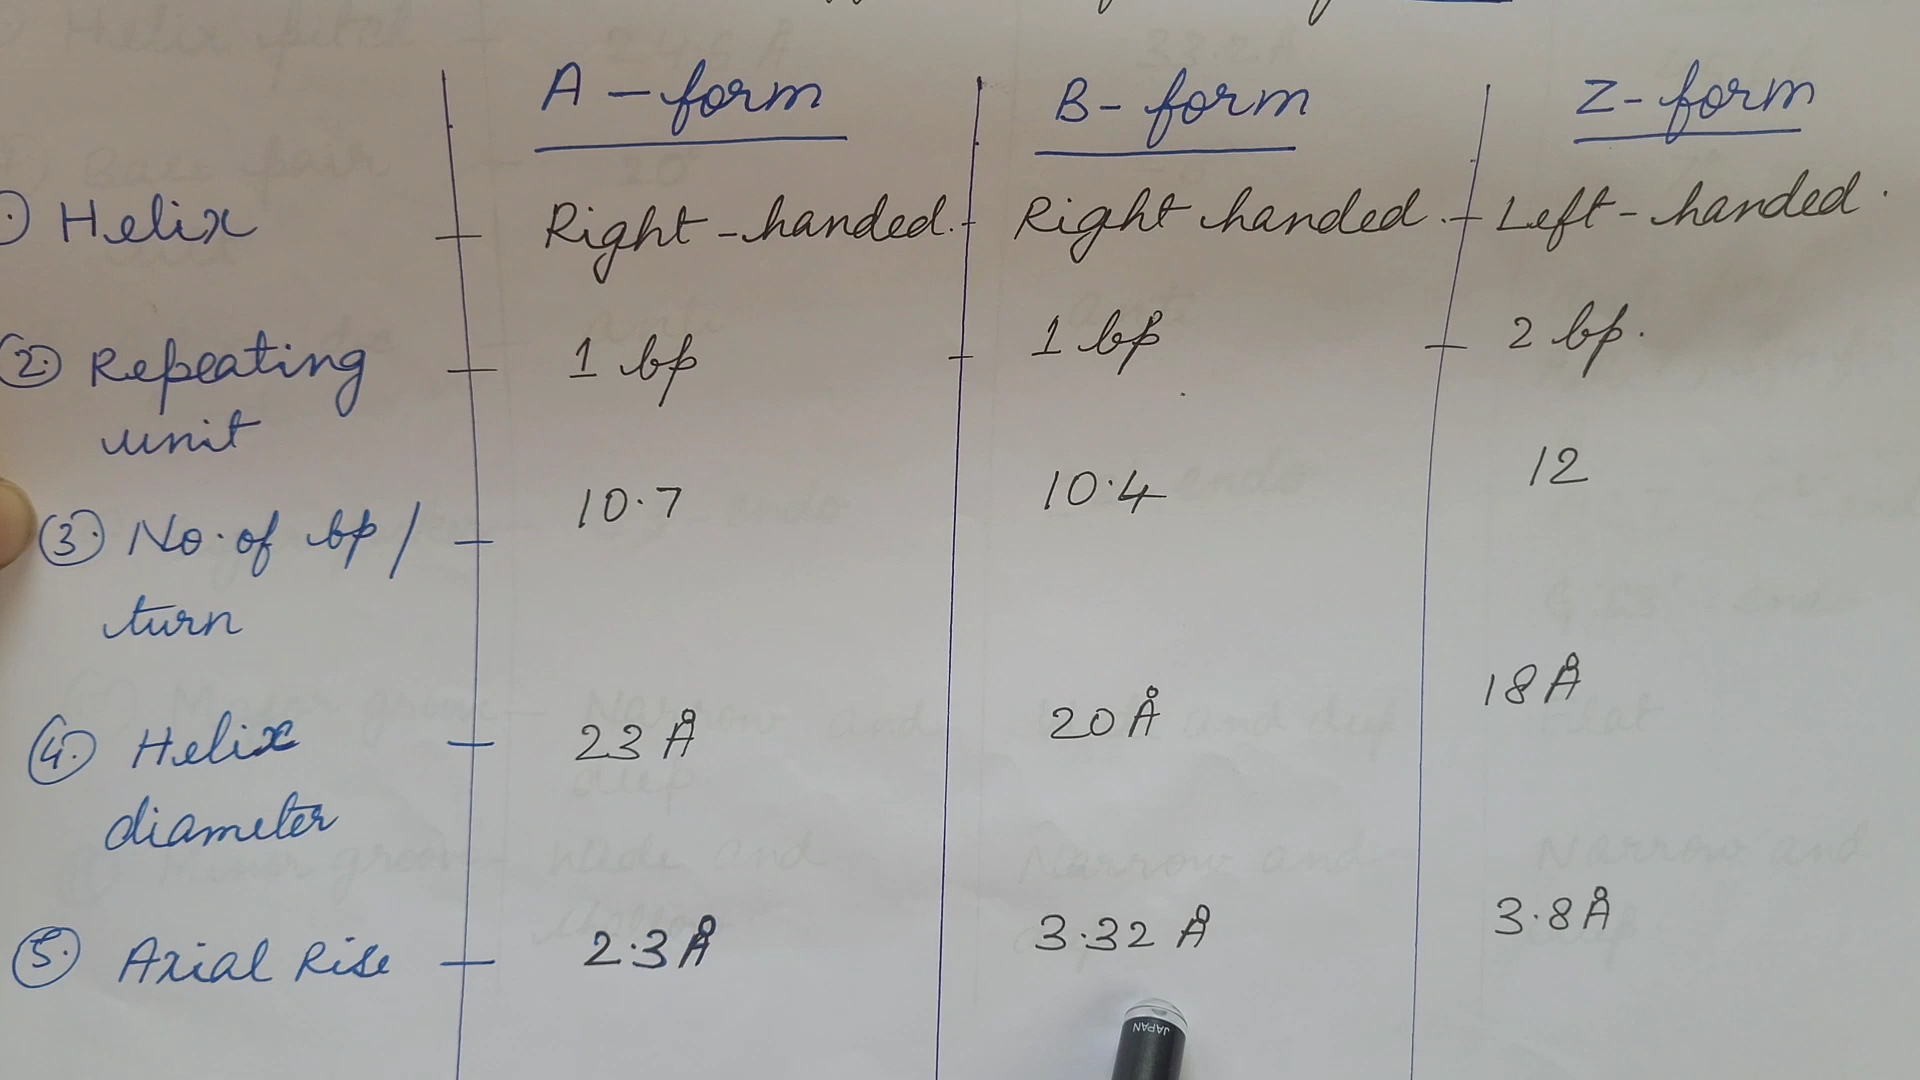 A - form B - form Z - form
1) Helix Right - handed. Right handed. Left - handed.
2. Repeating 1 bp 1 bp 2 bp.
unit
3. No. of bp / 10.7 10.4 12
turn
4. Helix 23 Å 20 Å 18 Å
diameter
5. Axial Rise 2.3 Å 3.32 Å 3.8 Å
JAPAN